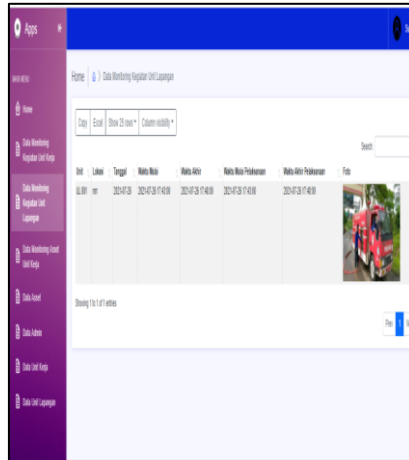 Apps
MAIN MENU
Home
Data Monitoring
Kegiatan Unit Kerja
Data Monitoring
Kegiatan Unit
Lapangan
Data Monitoring Asset
Unit Kerja
Data Asset
Data Admin
Data Unit Kerja
Data Unit Lapangan
Home
Data Monitoring Kegiatan Unit Lapangan
Copy Excel Show 25 rows Column visibility
Search
Unit Lokasi Tanggal Waktu Mulai Waktu Akhir Waktu Mulai Pelaksanaan Waktu Akhir Pelaksanaan Foto
Showing 1 to 1 of 1 entries
Prev 1